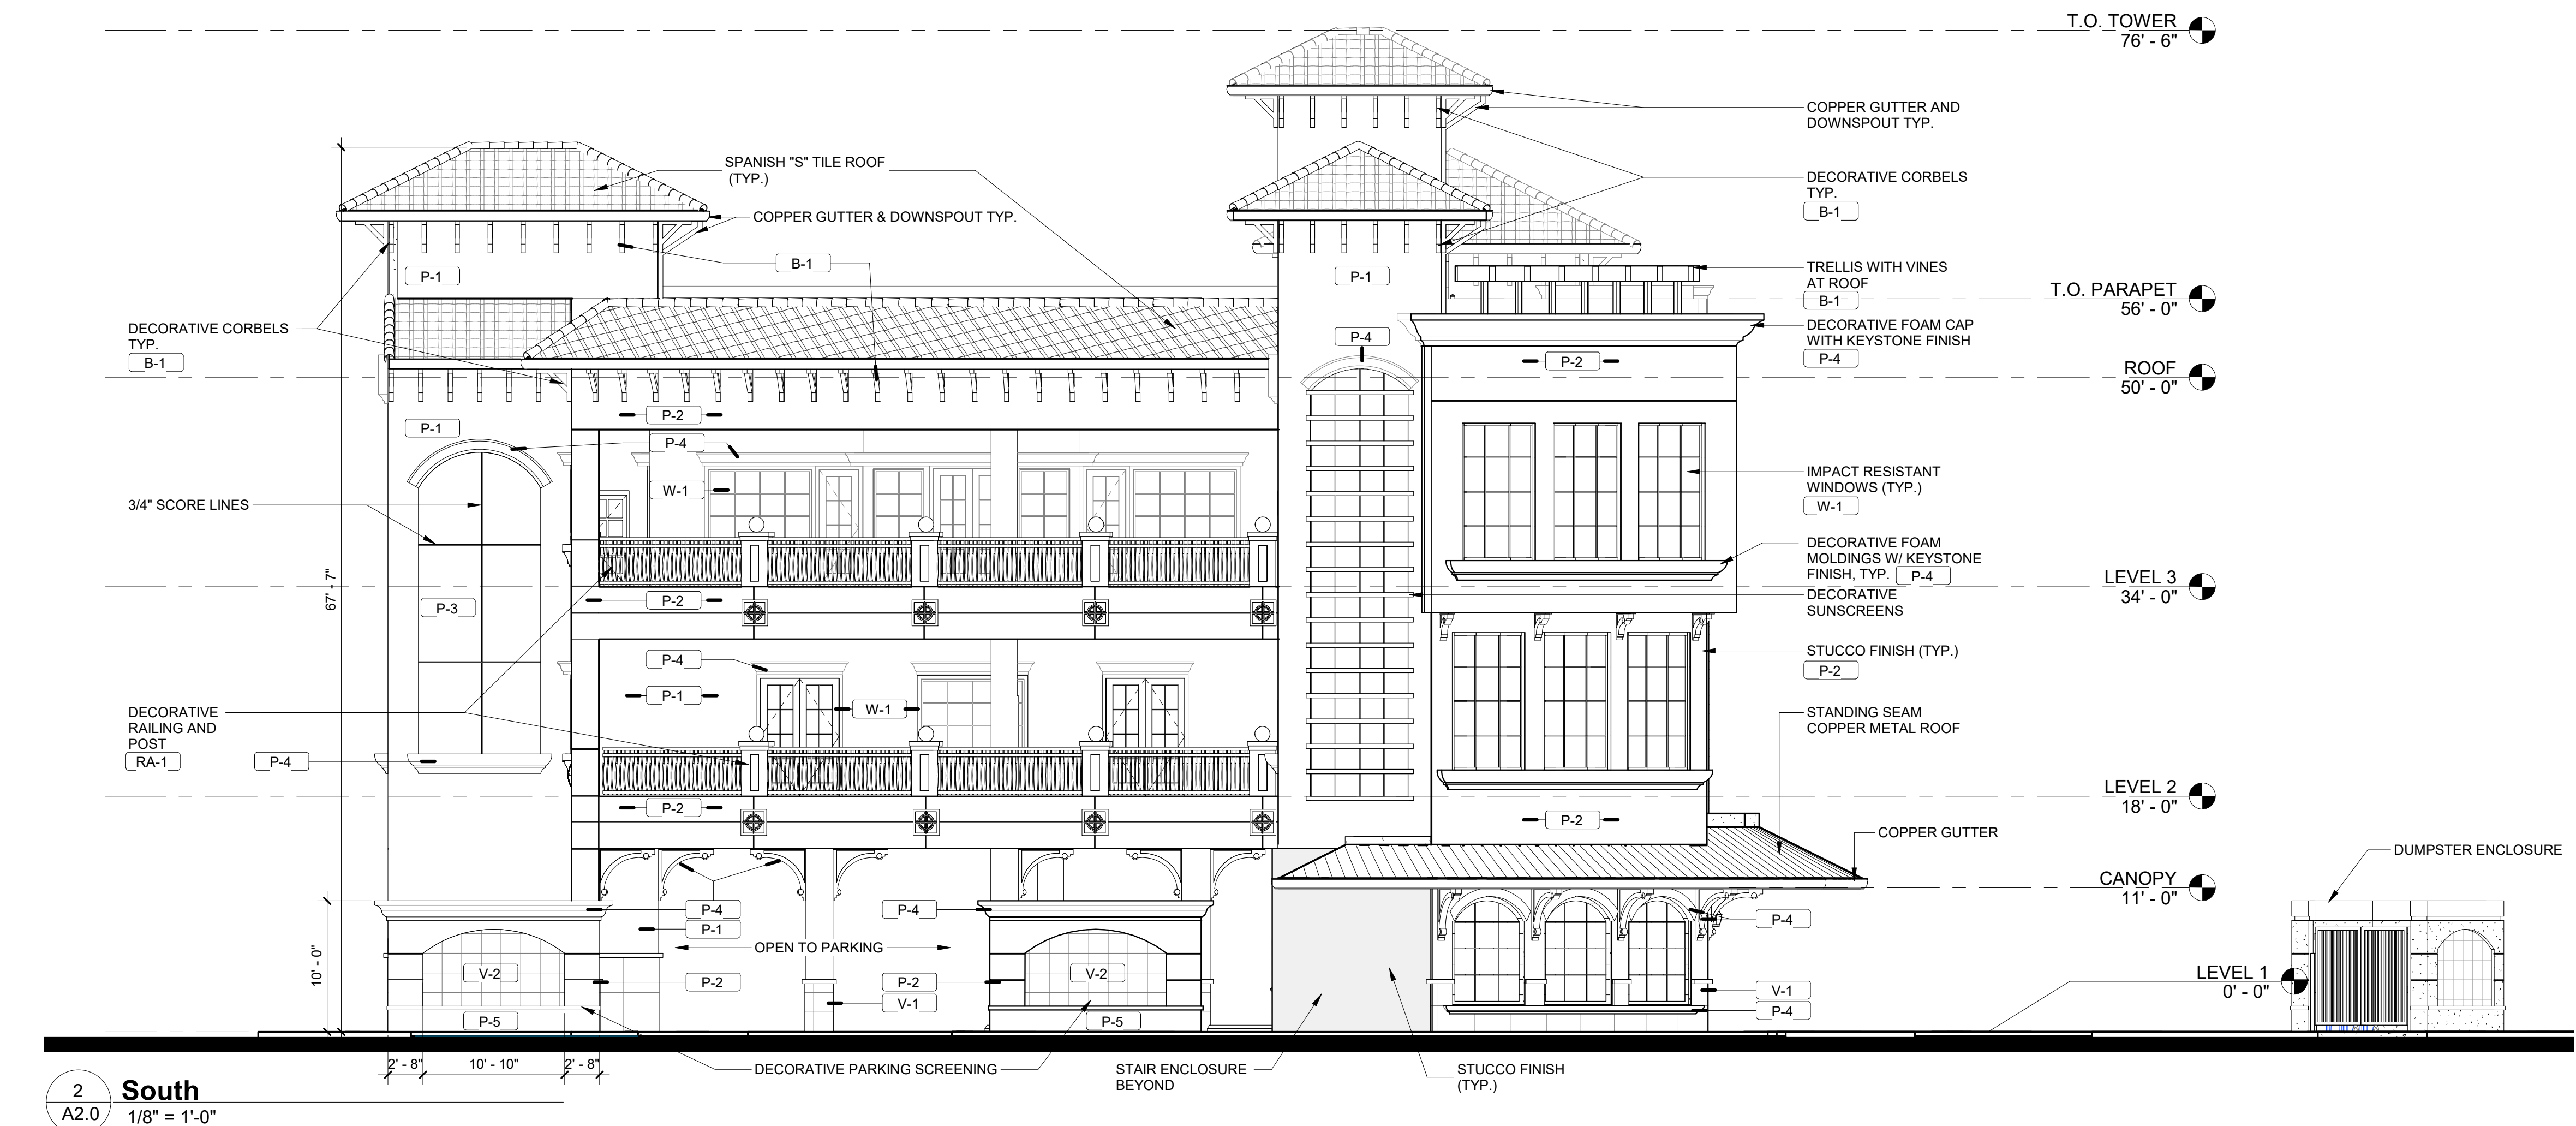 T.O. TOWER
76' - 6"
COPPER GUTTER AND
DOWNSPOUT TYP.
SPANISH "S" TILE ROOF
(TYP.)
DECORATIVE CORBELS
TYP.
B-1
COPPER GUTTER & DOWNSPOUT TYP.
B-1
P-1
P-1
TRELLIS WITH VINES
AT ROOF
B-1
T.O. PARAPET
56' - 0"
DECORATIVE CORBELS
TYP.
B-1
P-4
DECORATIVE FOAM CAP
WITH KEYSTONE FINISH
P-4
P-2
ROOF
50' - 0"
P-2
P-1
P-4
W-1
IMPACT RESISTANT
WINDOWS (TYP.)
W-1
3/4" SCORE LINES
DECORATIVE FOAM
MOLDINGS W/ KEYSTONE
FINISH, TYP. P-4
67' - 7"
LEVEL 3
34' - 0"
P-3
P-2
DECORATIVE
SUNSCREENS
P-4
P-1
W-1
STUCCO FINISH (TYP.)
P-2
DECORATIVE
RAILING AND
POST
RA-1
P-4
STANDING SEAM
COPPER METAL ROOF
LEVEL 2
18' - 0"
P-2
P-2
COPPER GUTTER
DUMPSTER ENCLOSURE
CANOPY
11' - 0"
P-4
P-1
P-4
P-4
OPEN TO PARKING
10' - 0"
V-2
P-2
P-2
V-1
V-2
V-1
P-4
LEVEL 1
0' - 0"
P-5
P-5
2' - 8"
10' - 10"
2' - 8"
DECORATIVE PARKING SCREENING
STAIR ENCLOSURE
BEYOND
STUCCO FINISH
(TYP.)
2
A2.0
South
1/8" = 1'-0"